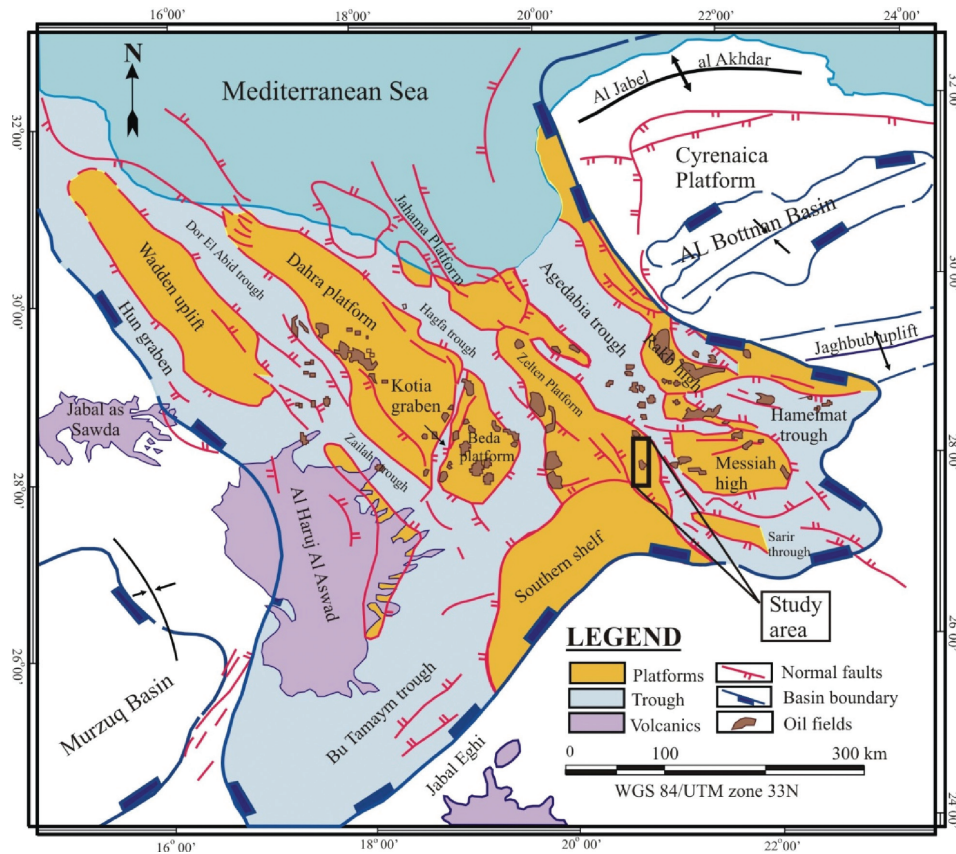 16°00'
18°00'
20°00'
22°00'
24°00'
N
Mediterranean Sea
Al Jabel
al Akhdar
32°00'
32°00'
Cyrenaica
Platform
AL Bottnan Basin
Jahama Platform
Dor El Abid trough
Wadden uplift
Dahra platform
Hagfa trough
Agedabia trough
30°00'
30°00'
Hun graben
Rakb high
Jaghbub uplift
Zelten Platform
Kotia
graben
Hamelmat
trough
Jabal as
Sawda
Zailah trough
Beda
platform
Messiah
high
28°00'
28°00'
Al Haruj Al Aswad
Southern shelf
Sarir
through
Study
area
26°00'
26°00'
Murzuq Basin
Bu Tamaym trough
Jabal Eghi
LEGEND
Platforms
Normal faults
Trough
Basin boundary
Volcanics
Oil fields
0 100 300 km
WGS 84/UTM zone 33N
24°00'
16°00'
18°00'
20°00'
22°00'